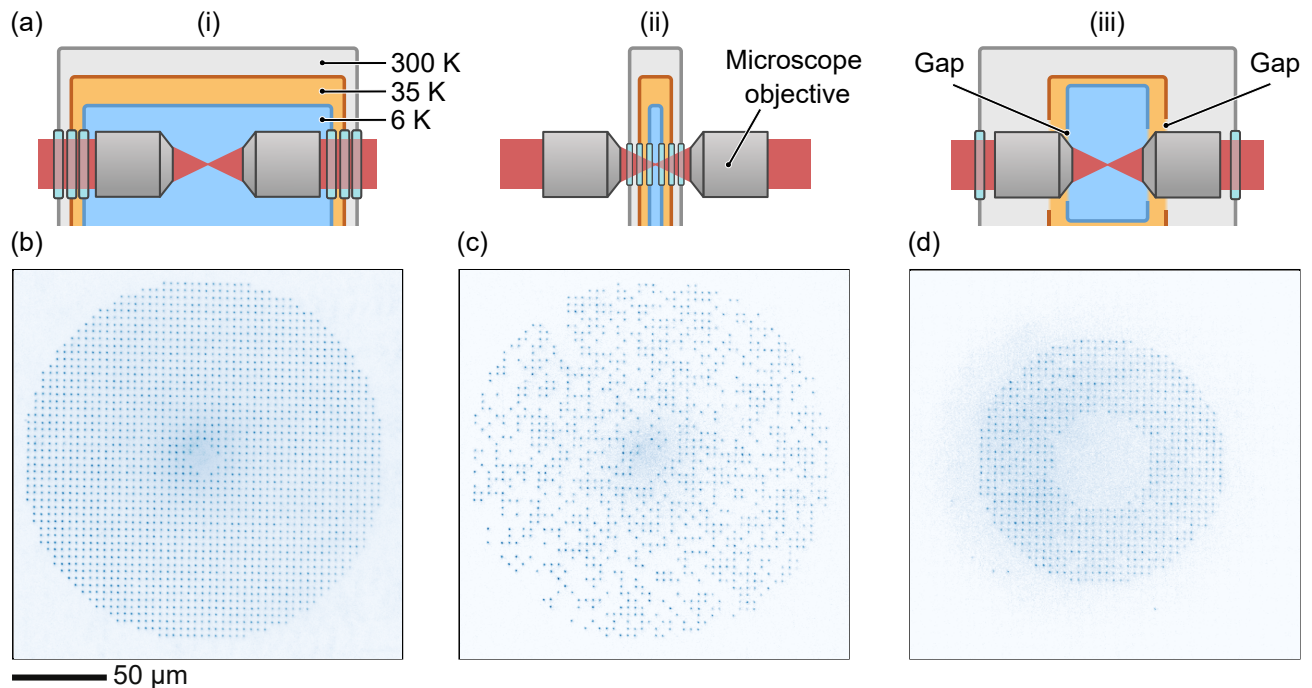 (a)
(i)
(ii)
(iii)
300 K
35 K
6 K
Microscope
objective
Gap
Gap
(b)
(c)
(d)
50 µm